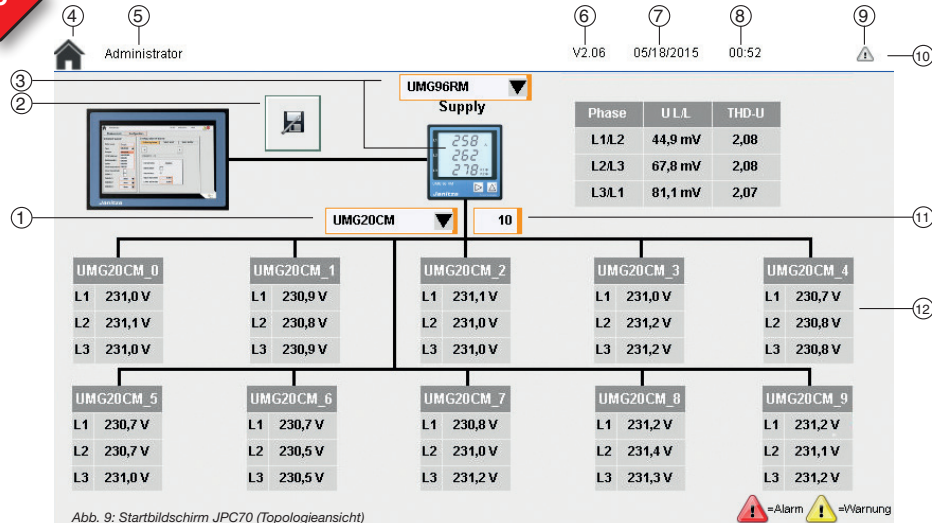 4 5 6 7 8 9
Administrator V2.06 05/18/2015 00:52 10
3 UMG96RM
2 Supply
258
262
278
Janitza
Phase U L/L THD-U
L1/L2 44,9 mV 2,08
L2/L3 67,8 mV 2,08
L3/L1 81,1 mV 2,07
1 UMG20CM 10 11
UMG20CM_0 UMG20CM_1 UMG20CM_2 UMG20CM_3 UMG20CM_4
L1 231,0 V L1 230,9 V L1 231,1 V L1 231,0 V L1 230,7 V 12
L2 231,1 V L2 230,8 V L2 231,0 V L2 231,2 V L2 230,8 V
L3 231,0 V L3 230,9 V L3 231,0 V L3 231,2 V L3 230,8 V
UMG20CM_5 UMG20CM_6 UMG20CM_7 UMG20CM_8 UMG20CM_9
L1 230,7 V L1 230,7 V L1 230,8 V L1 231,2 V L1 231,2 V
L2 230,7 V L2 230,5 V L2 231,0 V L2 231,4 V L2 231,1 V
L3 231,0 V L3 230,5 V L3 231,2 V L3 231,3 V L3 231,2 V
Abb. 9: Startbildschirm JPC70 (Topologieansicht) =Alarm =Warnung